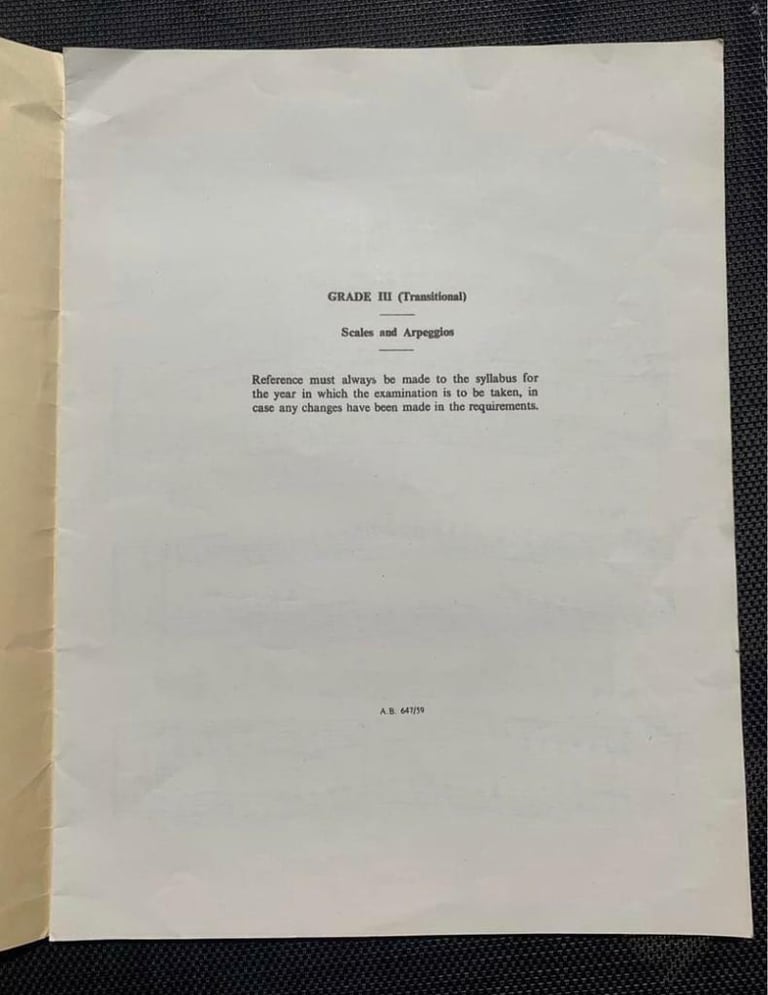 GRADE III (Transitional)
Scales and Arpeggios
Reference must always be made to the syllabus for
the year in which the examination is to be taken, in
case any changes have been made in the requirements.
A.B. 647/59